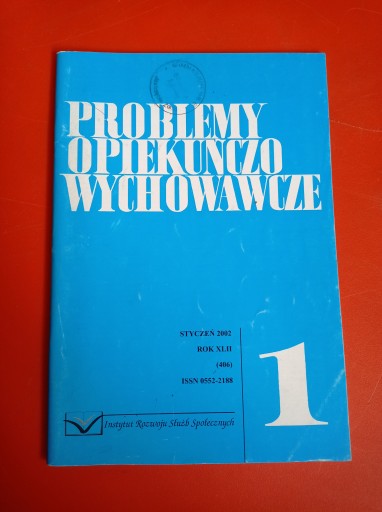 PROBLEMY
OPIEKUŃCZO
WYCHOWAWCZE
STYCZEŃ 2002
ROK XLII
(406)
ISSN 0552-2188
1
Instytut Rozwoju Służb Społecznych